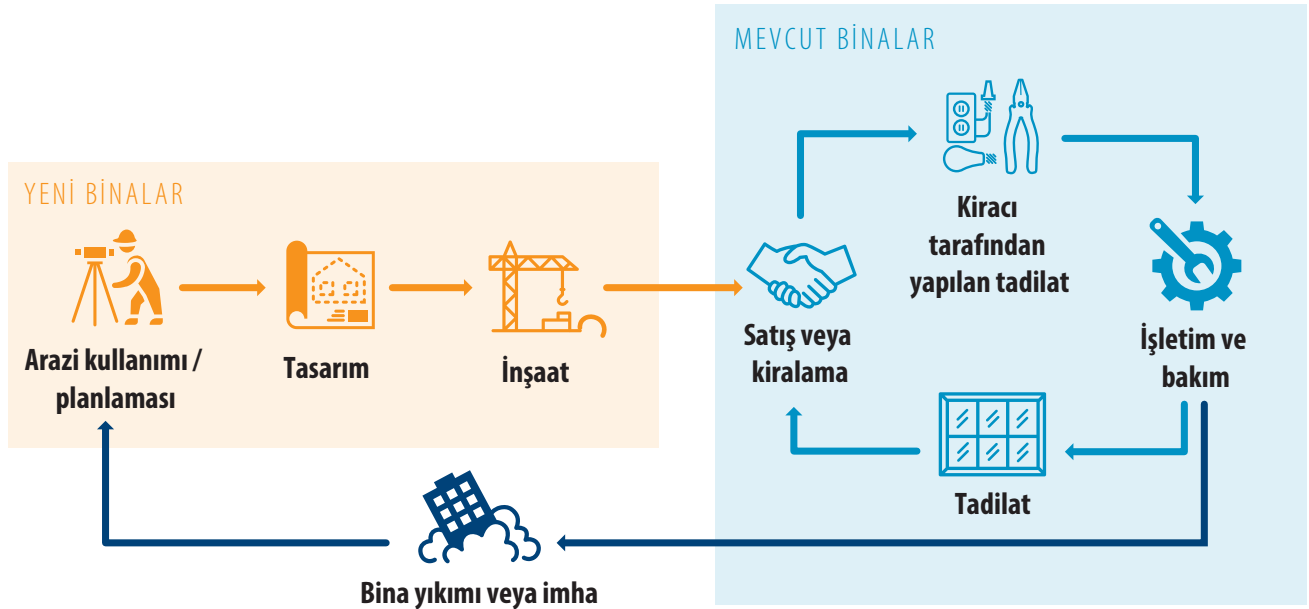 MEVCUT BİNALAR
YENİ BİNALAR
Arazi kullanımı /
planlaması
Tasarım
İnşaat
Satış veya
kiralama
Kiracı
tarafından
yapılan tadilat
İşletim ve
bakım
Tadilat
Bina yıkımı veya imha